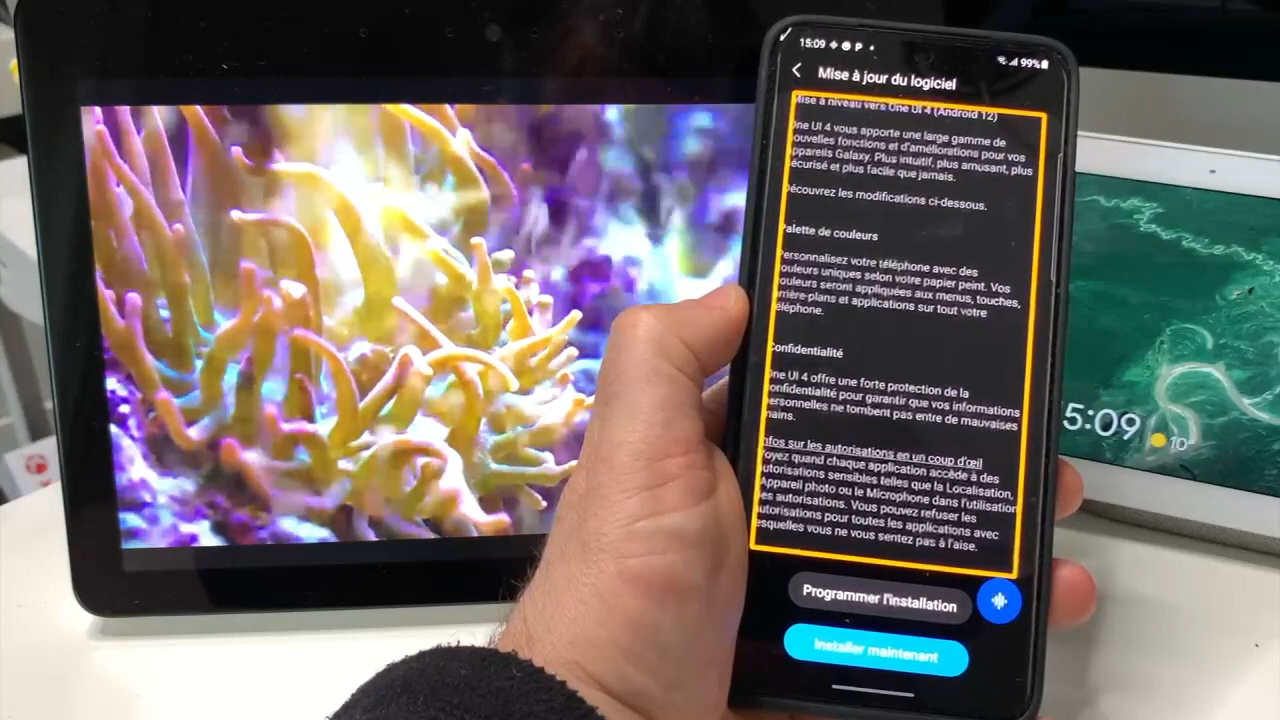 15:09 P
99%
Mise à jour du logiciel
Mise à niveau vers One UI 4 (Android 12)
One UI 4 vous apporte une large gamme de
nouvelles fonctions et d'améliorations pour vos
appareils Galaxy. Plus intuitif, plus amusant, plus
sécurisé et plus facile que jamais.
Découvrez les modifications ci-dessous.
Palette de couleurs
Personnalisez votre téléphone avec des
couleurs uniques selon votre papier peint. Vos
couleurs seront appliquées aux menus, touches,
arrière-plans et applications sur tout votre
téléphone.
Confidentialité
One UI 4 offre une forte protection de la
confidentialité pour garantir que vos informations
personnelles ne tombent pas entre de mauvaises
mains.
Infos sur les autorisations en un coup d'œil
Voyez quand chaque application accède à des
autorisations sensibles telles que la Localisation,
Appareil photo ou le Microphone dans l'utilisation
des autorisations. Vous pouvez refuser les
autorisations pour toutes les applications avec
lesquelles vous ne vous sentez pas à l'aise.
Programmer l'installation
Installer maintenant
5:09
10°